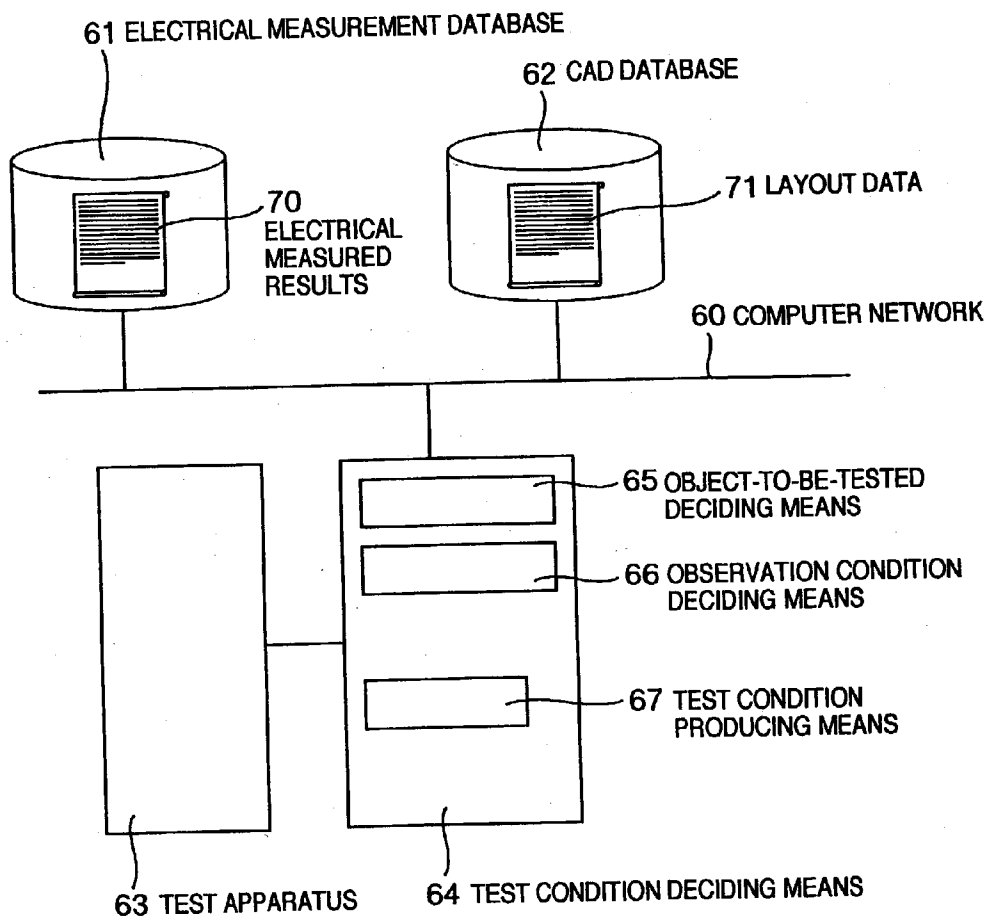 61 ELECTRICAL MEASUREMENT DATABASE
62 CAD DATABASE
70
ELECTRICAL
MEASURED
RESULTS
71 LAYOUT DATA
60 COMPUTER NETWORK
65 OBJECT-TO-BE-TESTED
DECIDING MEANS
66 OBSERVATION CONDITION
DECIDING MEANS
67 TEST CONDITION
PRODUCING MEANS
63 TEST APPARATUS
64 TEST CONDITION DECIDING MEANS